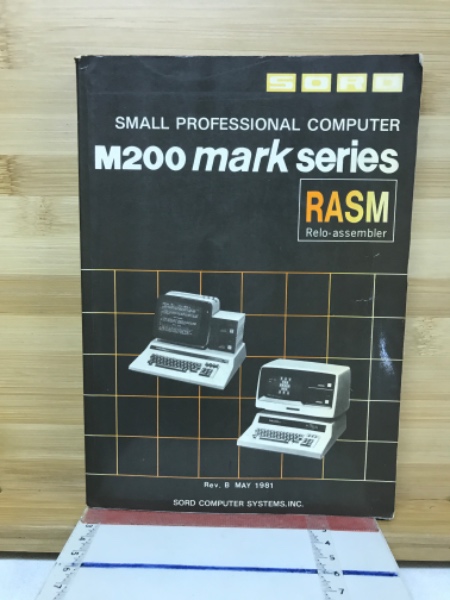 SORD
SMALL PROFESSIONAL COMPUTER
M200 mark series
RASM
Relo-assembler
Rev. B MAY 1981
SORD COMPUTER SYSTEMS, INC.